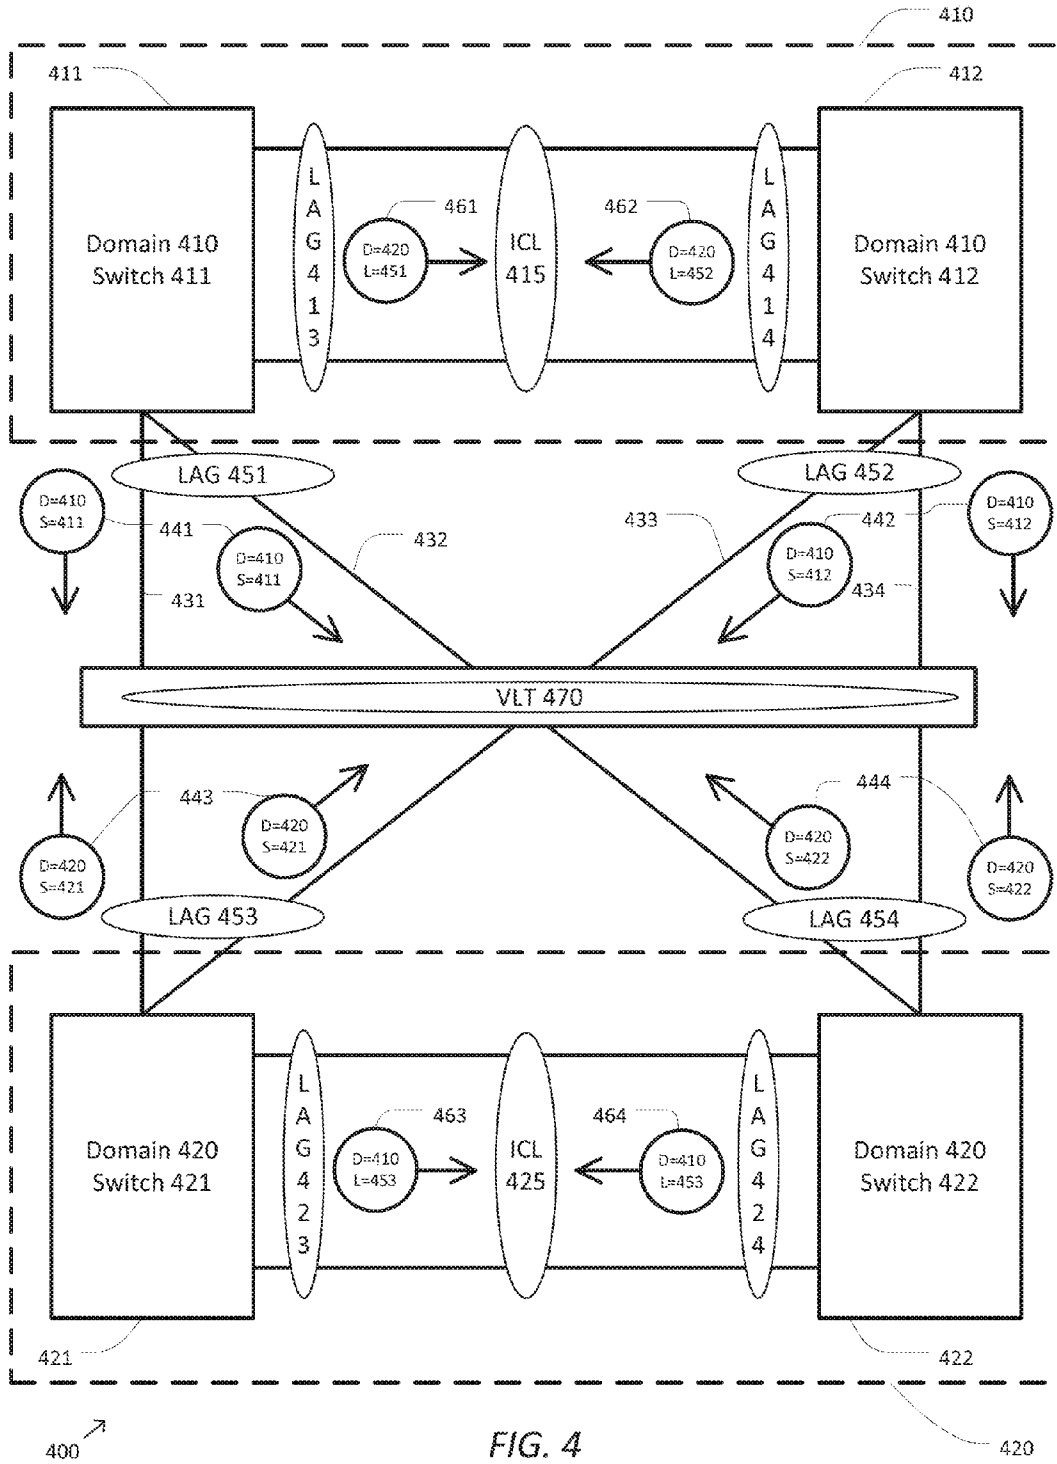 410
411
412
Domain 410
Switch 411
L
A
G
4
1
3
461
D=420
L=451
ICL
415
462
D=420
L=452
L
A
G
4
1
4
Domain 410
Switch 412
LAG 451
LAG 452
D=410
S=411
441
D=410
S=411
432
431
433
D=410
S=412
442
434
D=410
S=412
VLT 470
443
D=420
S=421
D=420
S=421
444
D=420
S=422
D=420
S=422
LAG 453
LAG 454
Domain 420
Switch 421
L
A
G
4
2
3
463
D=410
L=453
ICL
425
464
D=410
L=453
L
A
G
4
2
4
Domain 420
Switch 422
421
422
400
FIG. 4
420